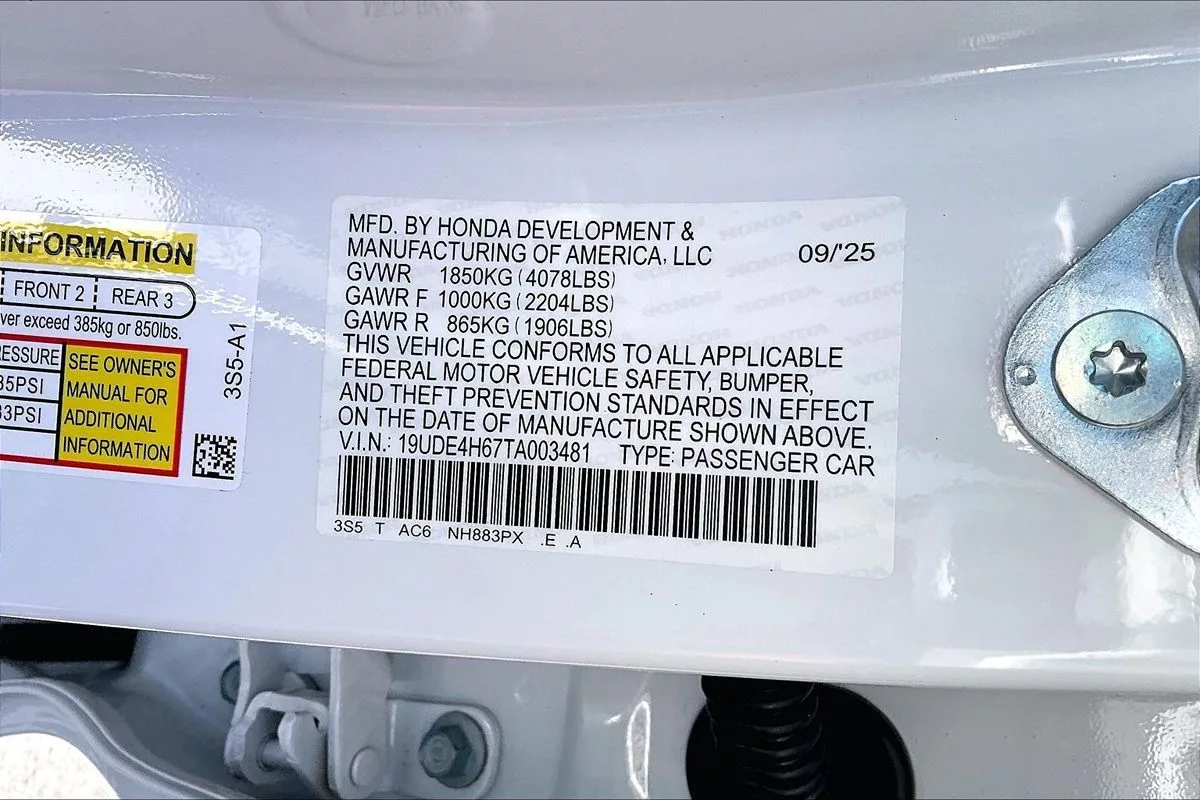 INFORMATION
FRONT 2 REAR 3
ver exceed 385kg or 850lbs.
ESSURE SEE OWNER'S
35PSI MANUAL FOR
33PSI ADDITIONAL
INFORMATION
3S5-A1
MFD. BY HONDA DEVELOPMENT &
MANUFACTURING OF AMERICA, LLC 09/'25
GVWR 1850KG (4078LBS)
GAWR F 1000KG (2204LBS)
GAWR R 865KG (1906LBS)
THIS VEHICLE CONFORMS TO ALL APPLICABLE
FEDERAL MOTOR VEHICLE SAFETY, BUMPER,
AND THEFT PREVENTION STANDARDS IN EFFECT
ON THE DATE OF MANUFACTURE SHOWN ABOVE.
V.I.N.: 19UDE4H67TA003481 TYPE: PASSENGER CAR
3S5 T AC6 NH883PX .E .A